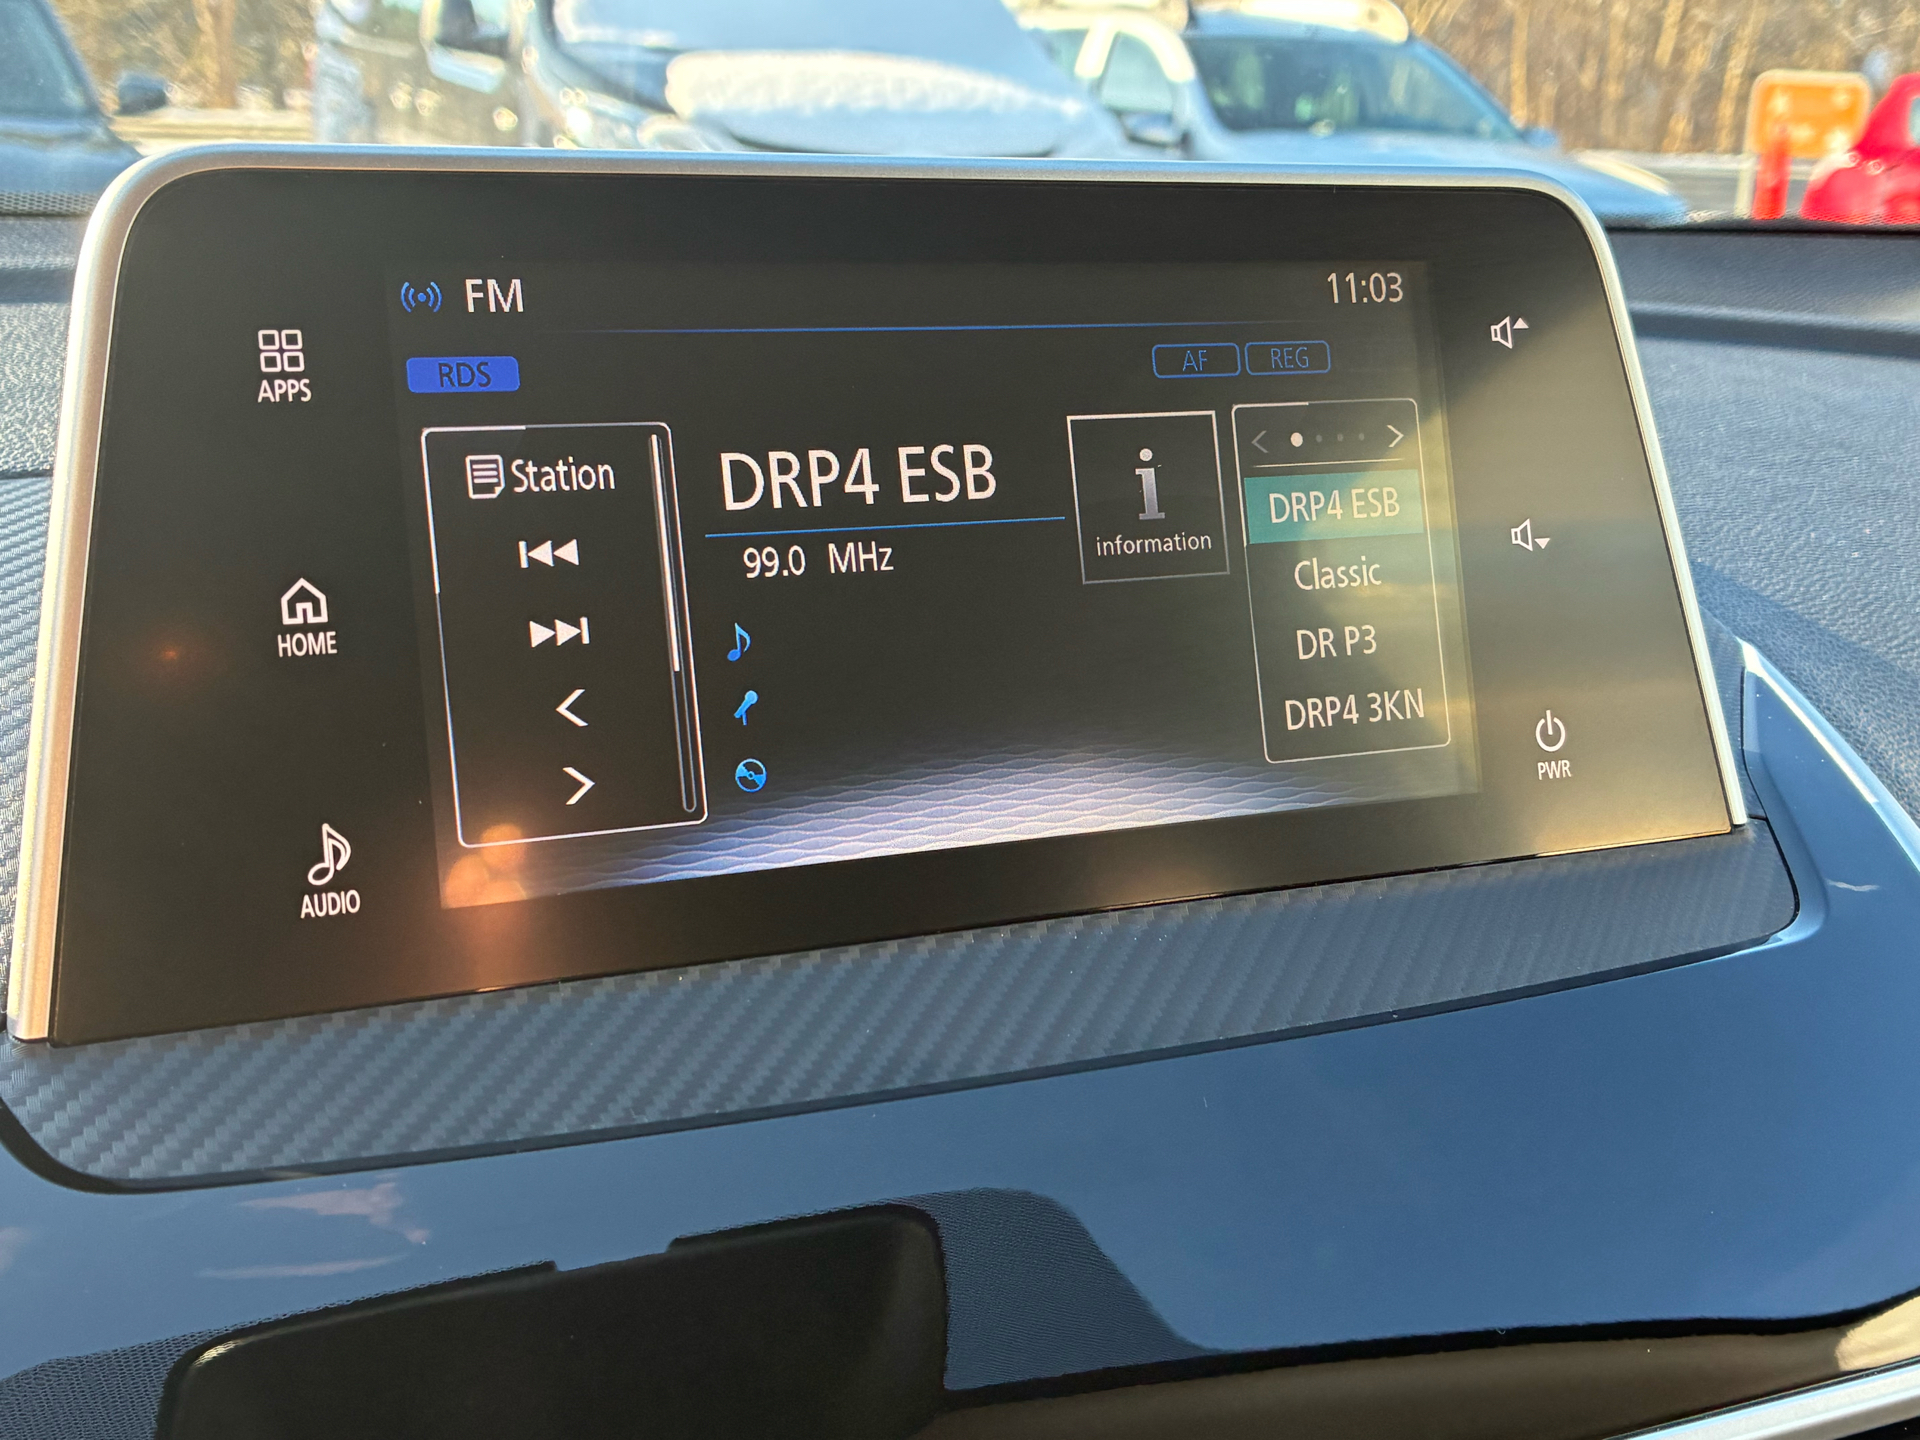 FM
11:03
APPS
RDS
AF
REG
Station
DRP4 ESB
99.0 MHz
i
information
DRP4 ESB
Classic
DR P3
DRP4 3KN
HOME
AUDIO
PWR